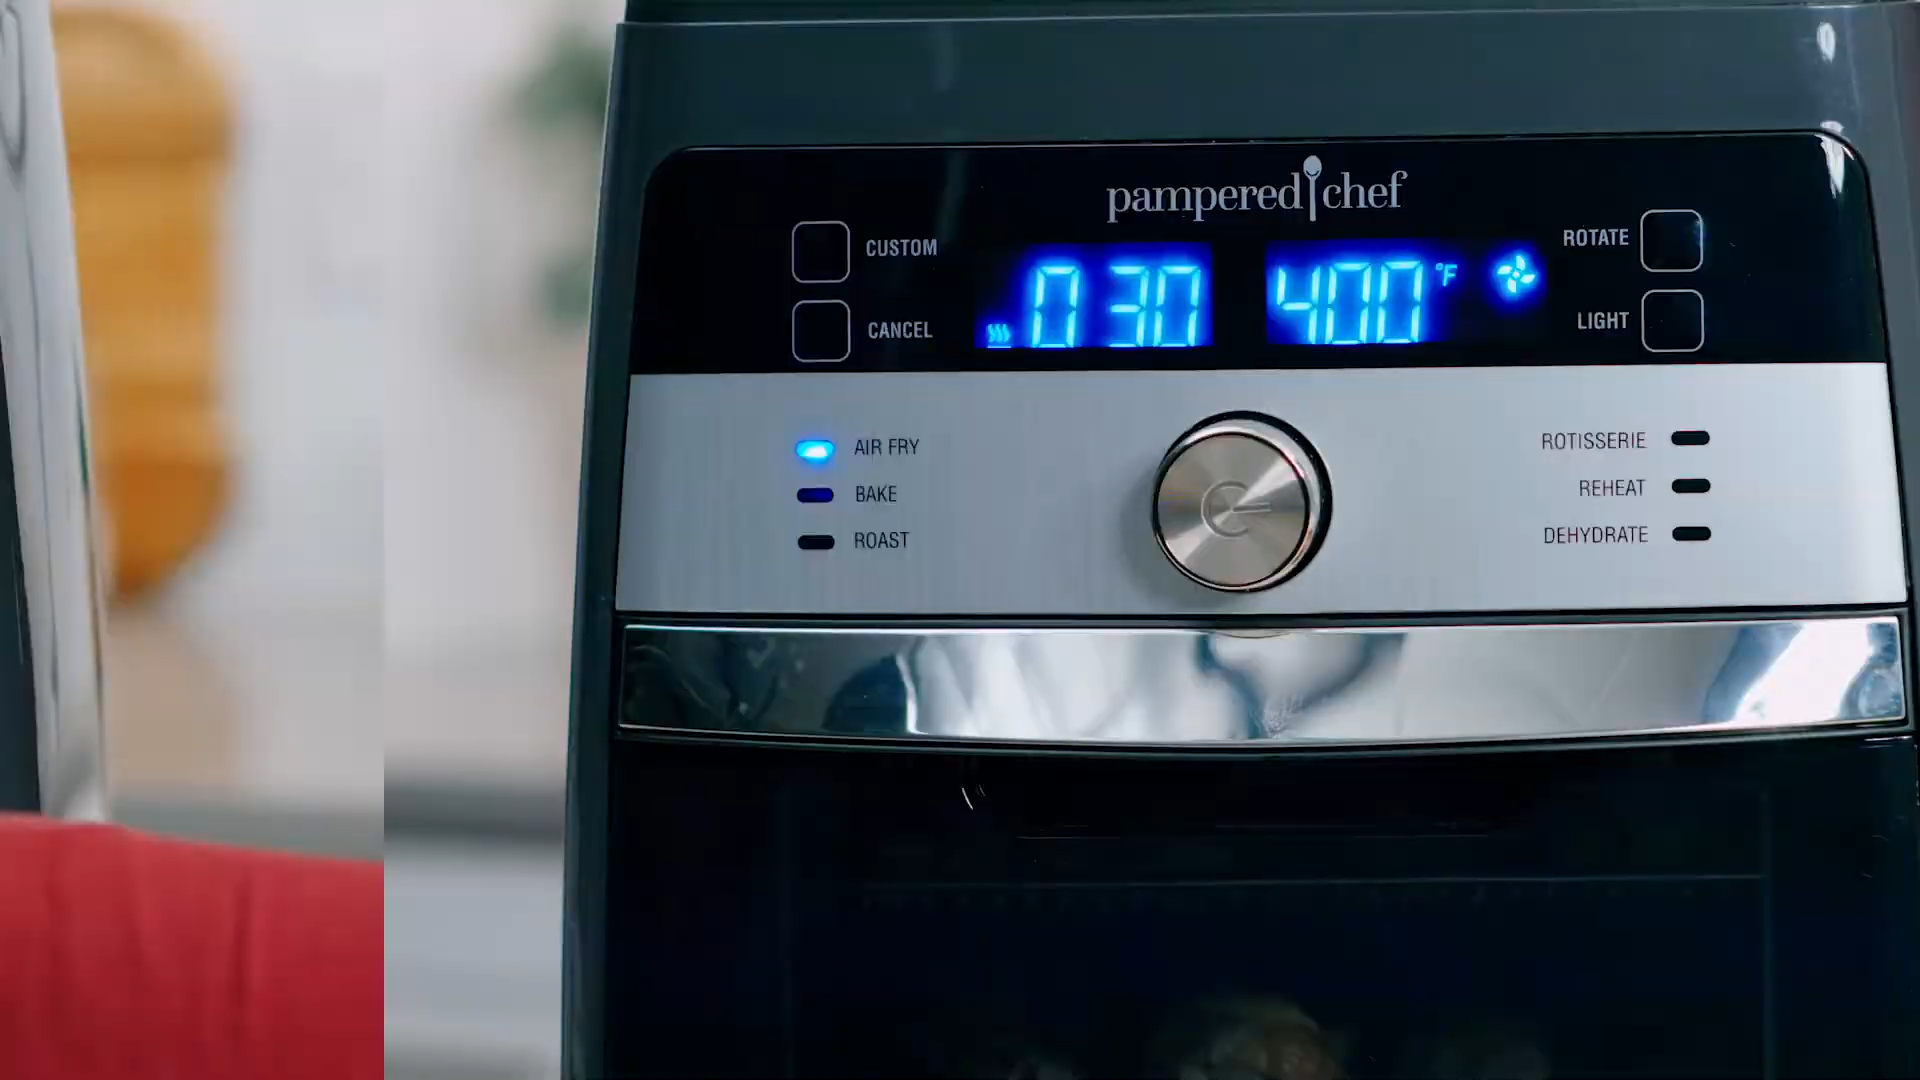 pampered chef
CUSTOM
CANCEL
0 30
400 °F
ROTATE
LIGHT
AIR FRY
BAKE
ROAST
ROTISSERIE
REHEAT
DEHYDRATE